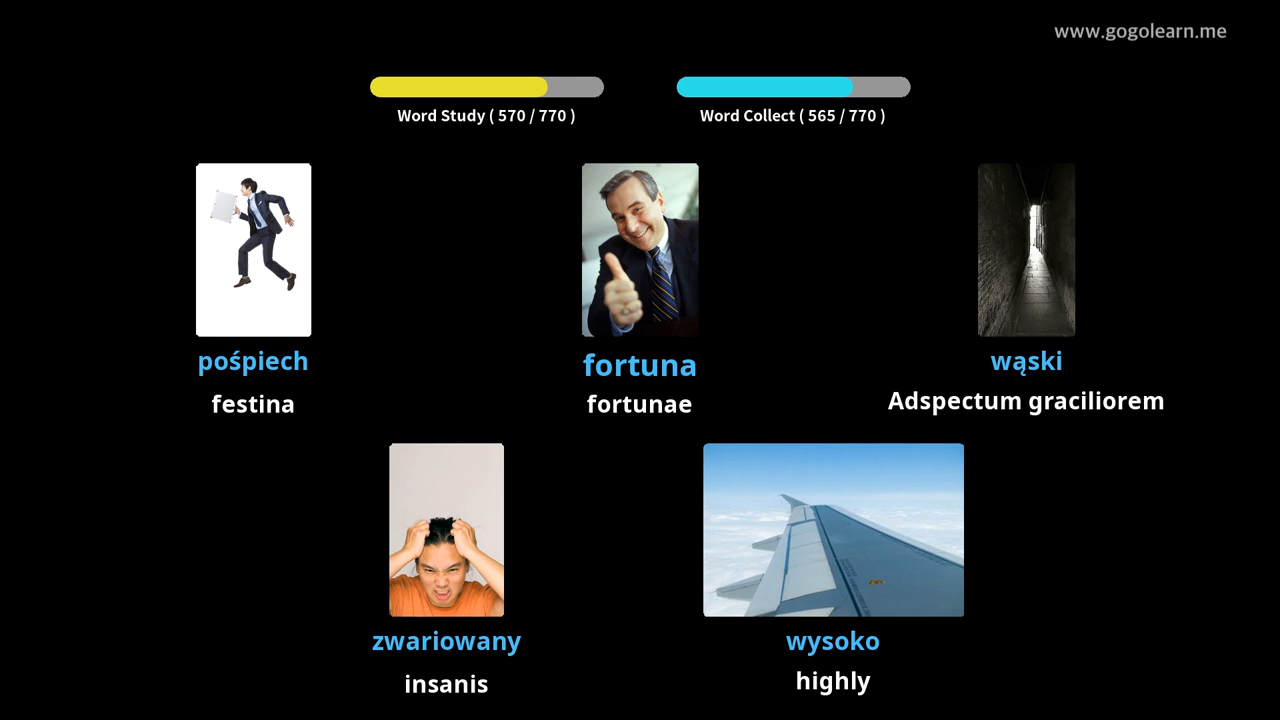 www.gogolearn.me
Word Study ( 570 / 770 )
Word Collect ( 565 / 770 )
pośpiech
festina
fortuna
fortunae
wąski
Adspectum graciliorem
zwariowany
insanis
wysoko
highly